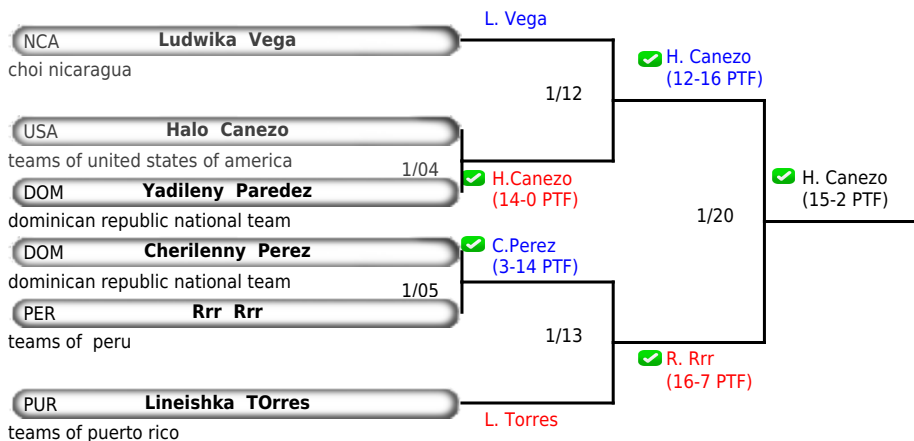 L. Vega
NCA Ludwika Vega
choi nicaragua
H. Canezo
(12-16 PTF)
1/12
USA Halo Canezo
teams of united states of america
1/04
H.Canezo
(14-0 PTF)
DOM Yadileny Paredez
dominican republic national team
H. Canezo
(15-2 PTF)
1/20
DOM Cherilenny Perez
C.Perez
(3-14 PTF)
dominican republic national team
1/05
PER Rrr Rrr
teams of peru
1/13
R. Rrr
(16-7 PTF)
PUR Lineishka TOrres
L. Torres
teams of puerto rico